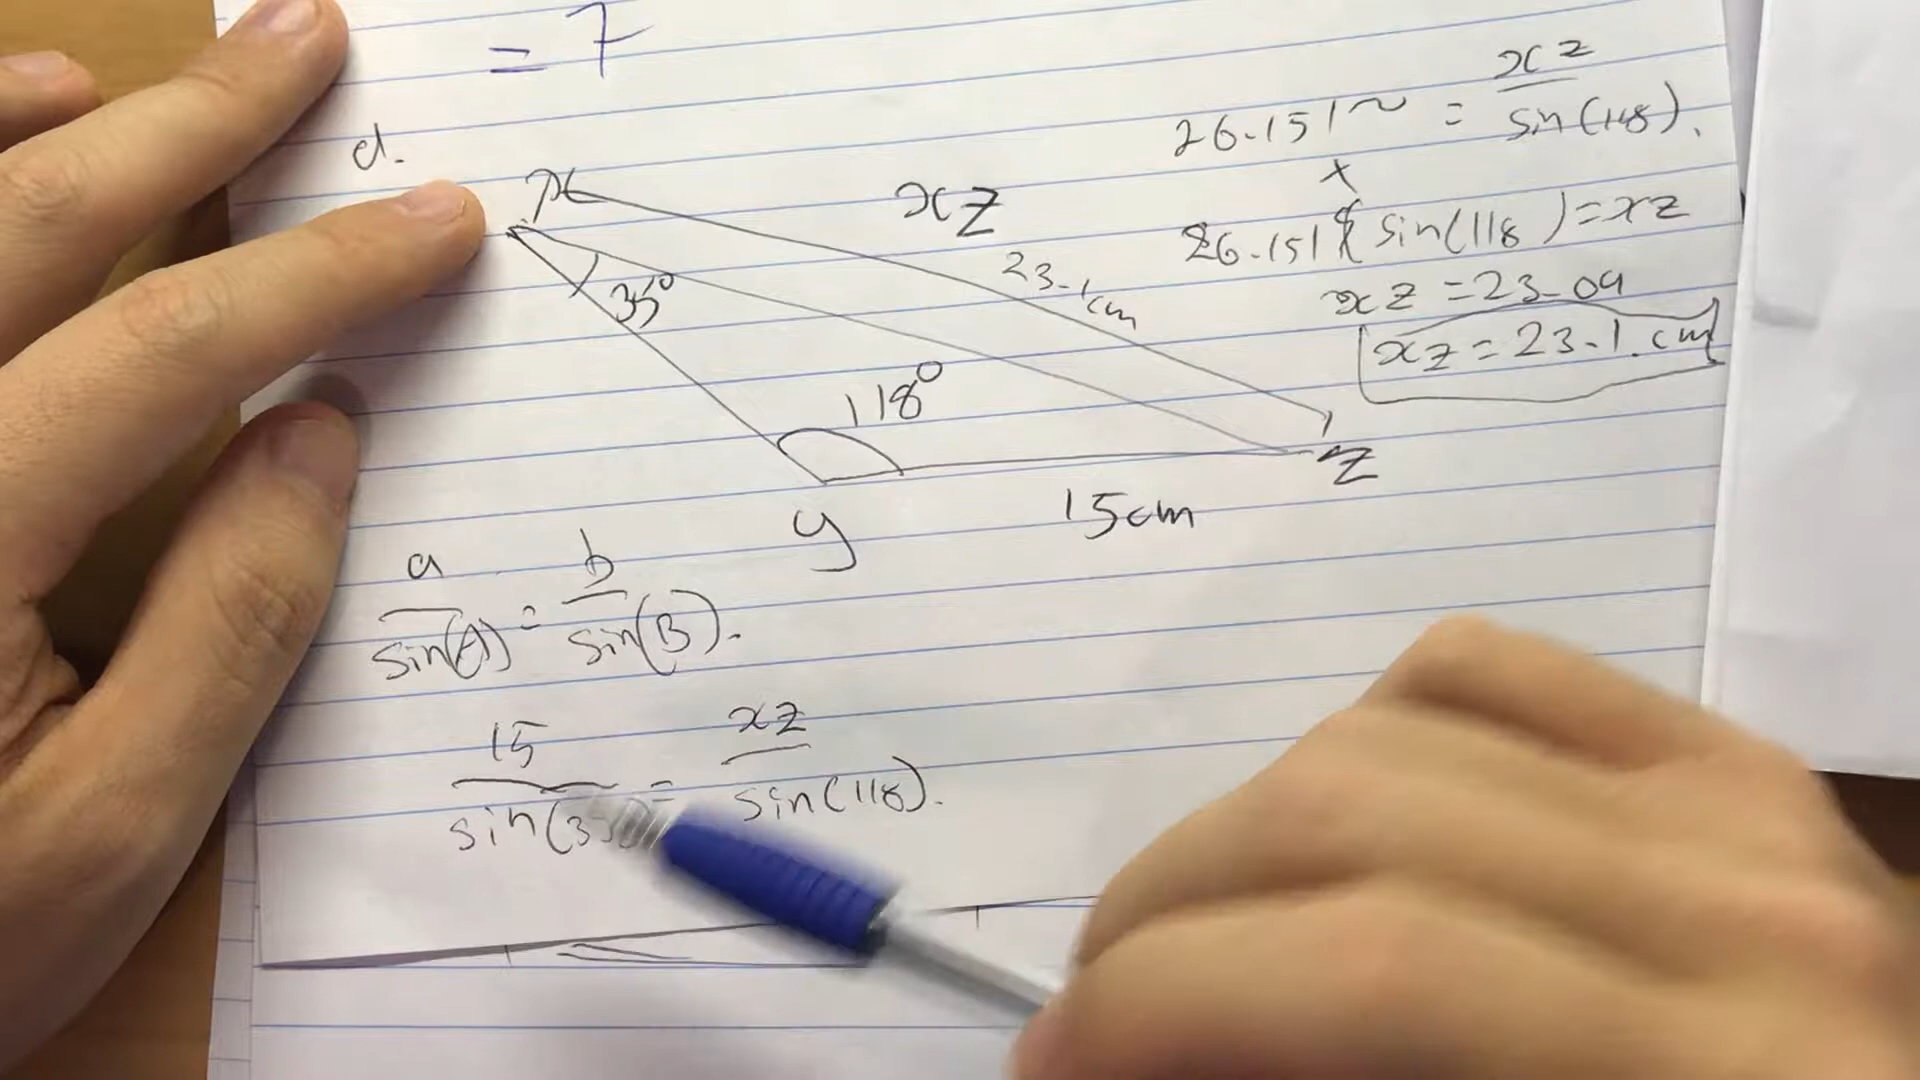 = 7
d.
x
xz
35°
23.1cm
118°
z
y
15cm
a/sin(A) = b/sin(B).
15/sin(35) = xz/sin(118).
26.151~ = xz/sin(118).
x
26.151 sin(118) = xz
xz = 23.09
xz = 23.1.cm